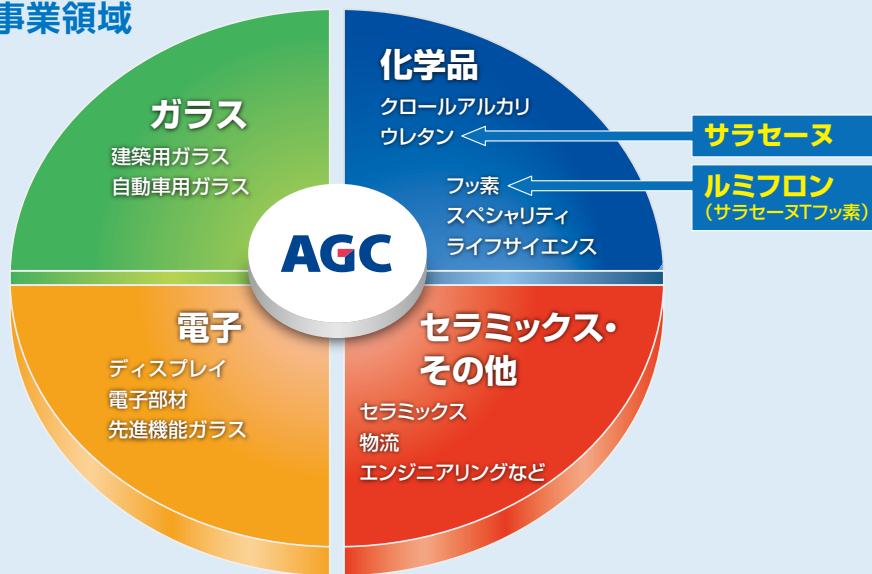 事業領域
ガラス
建築用ガラス
自動車用ガラス
化学品
クロールアルカリ
ウレタン
フッ素
スペシャリティ
ライフサイエンス
サラセーヌ
ルミフロン
（サラセーヌTフッ素）
AGC
電子
ディスプレイ
電子部材
先進機能ガラス
セラミックス・
その他
セラミックス
物流
エンジニアリングなど